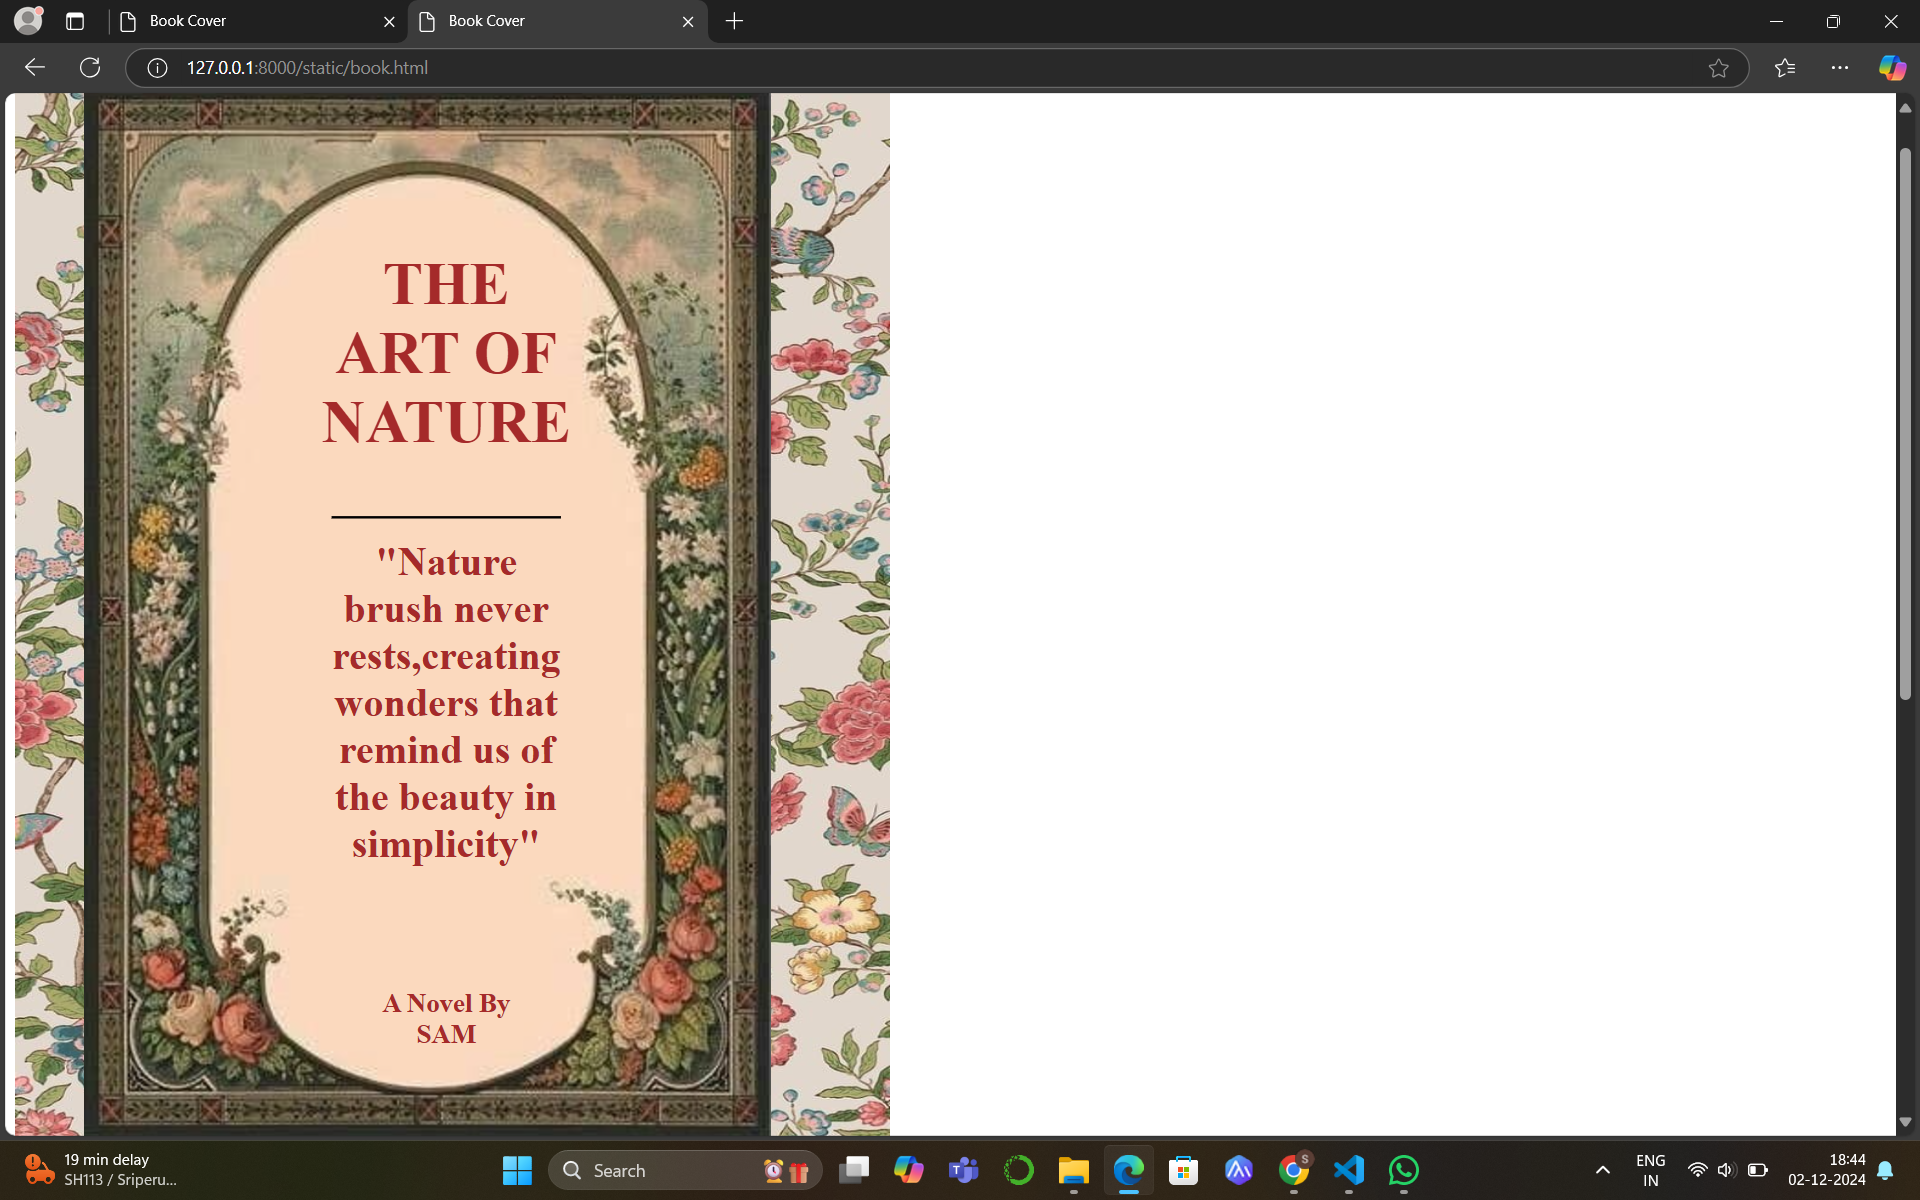 Book Cover
Book Cover
127.0.0.1:8000/static/book.html
THE
ART OF
NATURE
"Nature
brush never
rests,creating
wonders that
remind us of
the beauty in
simplicity"
A Novel By
SAM
19 min delay
SH113 / Sriperu...
Search
S
ENG
IN
18:44
02-12-2024